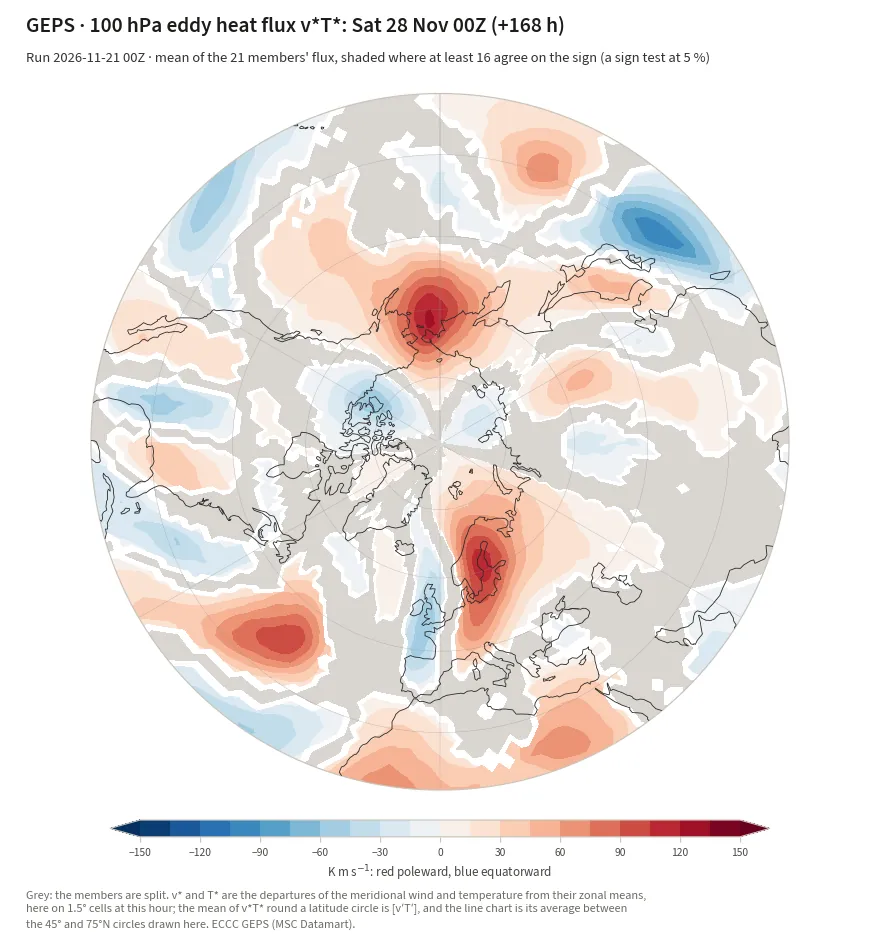 GEPS · 100 hPa eddy heat flux v*T*: Sat 28 Nov 00Z (+168 h)
Run 2026-11-21 00Z · mean of the 21 members' flux, shaded where at least 16 agree on the sign (a sign test at 5 %)
−150 −120 −90 −60 −30 0 30 60 90 120 150
K m s⁻¹: red poleward, blue equatorward
Grey: the members are split. v* and T* are the departures of the meridional wind and temperature from their zonal means,
here on 1.5° cells at this hour; the mean of v*T* round a latitude circle is [v'T'], and the line chart is its average between
the 45° and 75°N circles drawn here. ECCC GEPS (MSC Datamart).